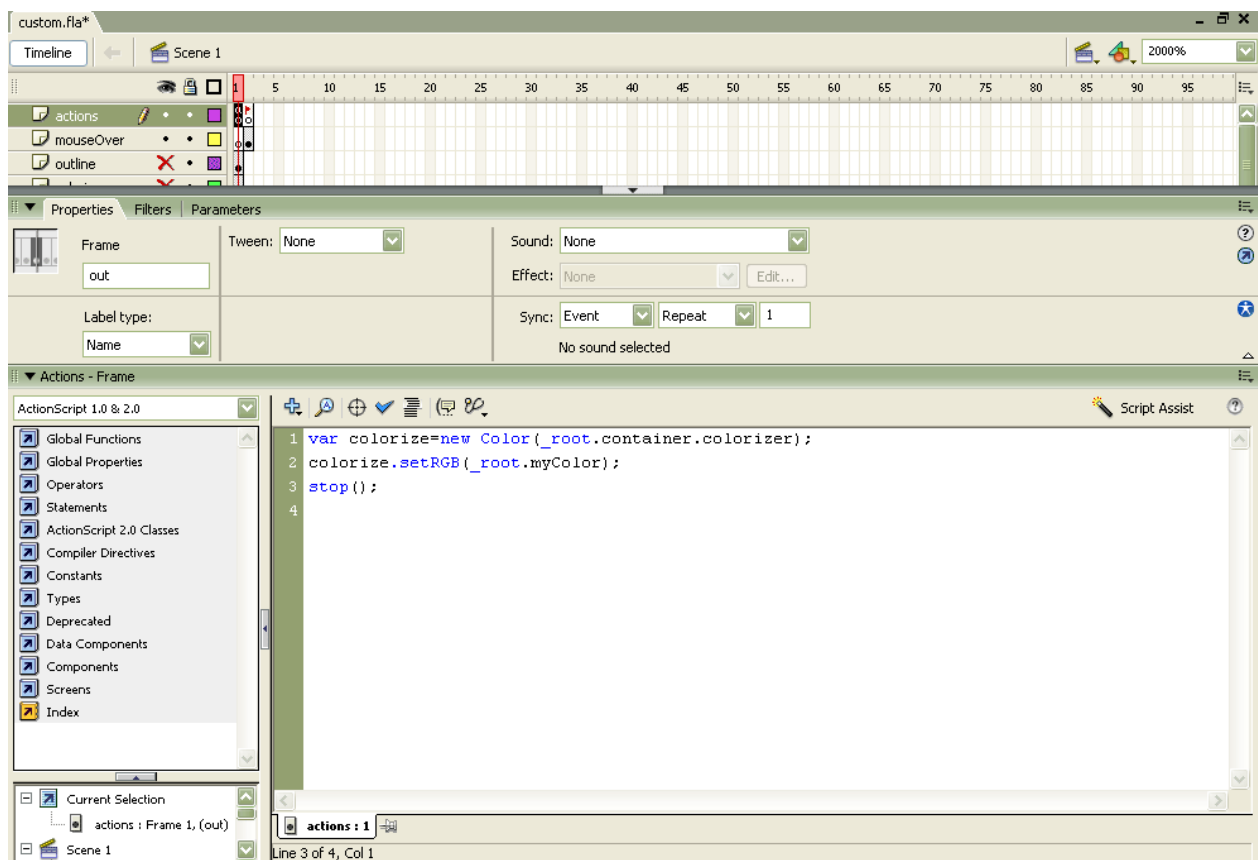 custom.fla*
Timeline Scene 1 2000%
1 5 10 15 20 25 30 35 40 45 50 55 60 65 70 75 80 85 90 95
actions
mouseOver
outline
Properties Filters Parameters
Frame Tween: None Sound: None
out Effect: None Edit...
Label type: Sync: Event Repeat 1
Name No sound selected
Actions - Frame
ActionScript 1.0 & 2.0 Script Assist
Global Functions
Global Properties
Operators
Statements
ActionScript 2.0 Classes
Compiler Directives
Constants
Types
Deprecated
Data Components
Components
Screens
Index
1 var colorize=new Color(_root.container.colorizer);
2 colorize.setRGB(_root.myColor);
3 stop();
4
Current Selection
actions : Frame 1, (out)
Scene 1
actions : 1
Line 3 of 4, Col 1